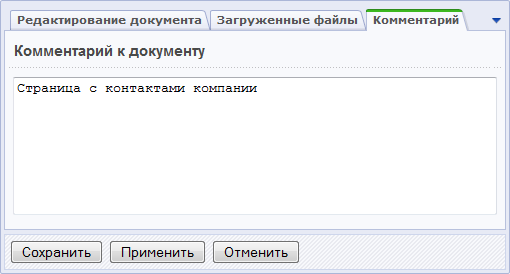 Редактирование документа Загруженные файлы Комментарий
Комментарий к документу
Страница с контактами компании
Сохранить Применить Отменить